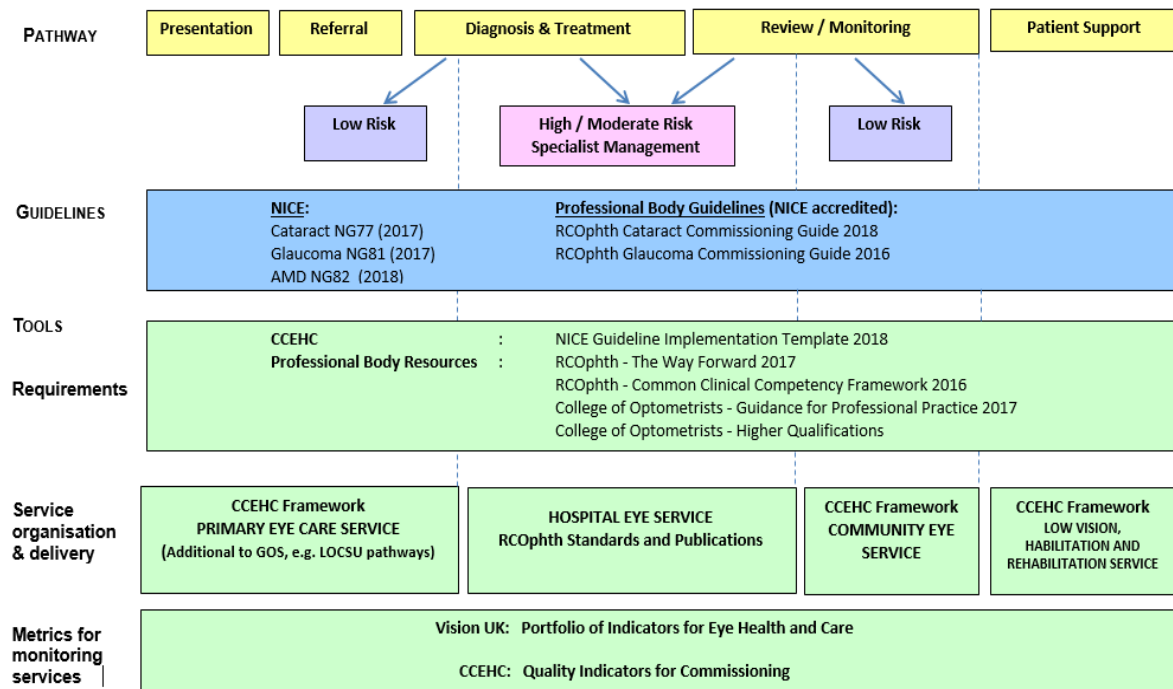 PATHWAY
Presentation
Referral
Diagnosis & Treatment
Review / Monitoring
Patient Support
Low Risk
High / Moderate Risk
Specialist Management
Low Risk
GUIDELINES
NICE:
Cataract NG77 (2017)
Glaucoma NG81 (2017)
AMD NG82 (2018)
Professional Body Guidelines (NICE accredited):
RCOphth Cataract Commissioning Guide 2018
RCOphth Glaucoma Commissioning Guide 2016
TOOLS
Requirements
CCEHC : NICE Guideline Implementation Template 2018
Professional Body Resources : RCOphth - The Way Forward 2017
RCOphth - Common Clinical Competency Framework 2016
College of Optometrists - Guidance for Professional Practice 2017
College of Optometrists - Higher Qualifications
Service
organisation
& delivery
CCEHC Framework
PRIMARY EYE CARE SERVICE
(Additional to GOS, e.g. LOCSU pathways)
HOSPITAL EYE SERVICE
RCOphth Standards and Publications
CCEHC Framework
COMMUNITY EYE
SERVICE
CCEHC Framework
LOW VISION,
HABILITATION AND
REHABILITATION SERVICE
Metrics for
monitoring
services
Vision UK: Portfolio of Indicators for Eye Health and Care
CCEHC: Quality Indicators for Commissioning